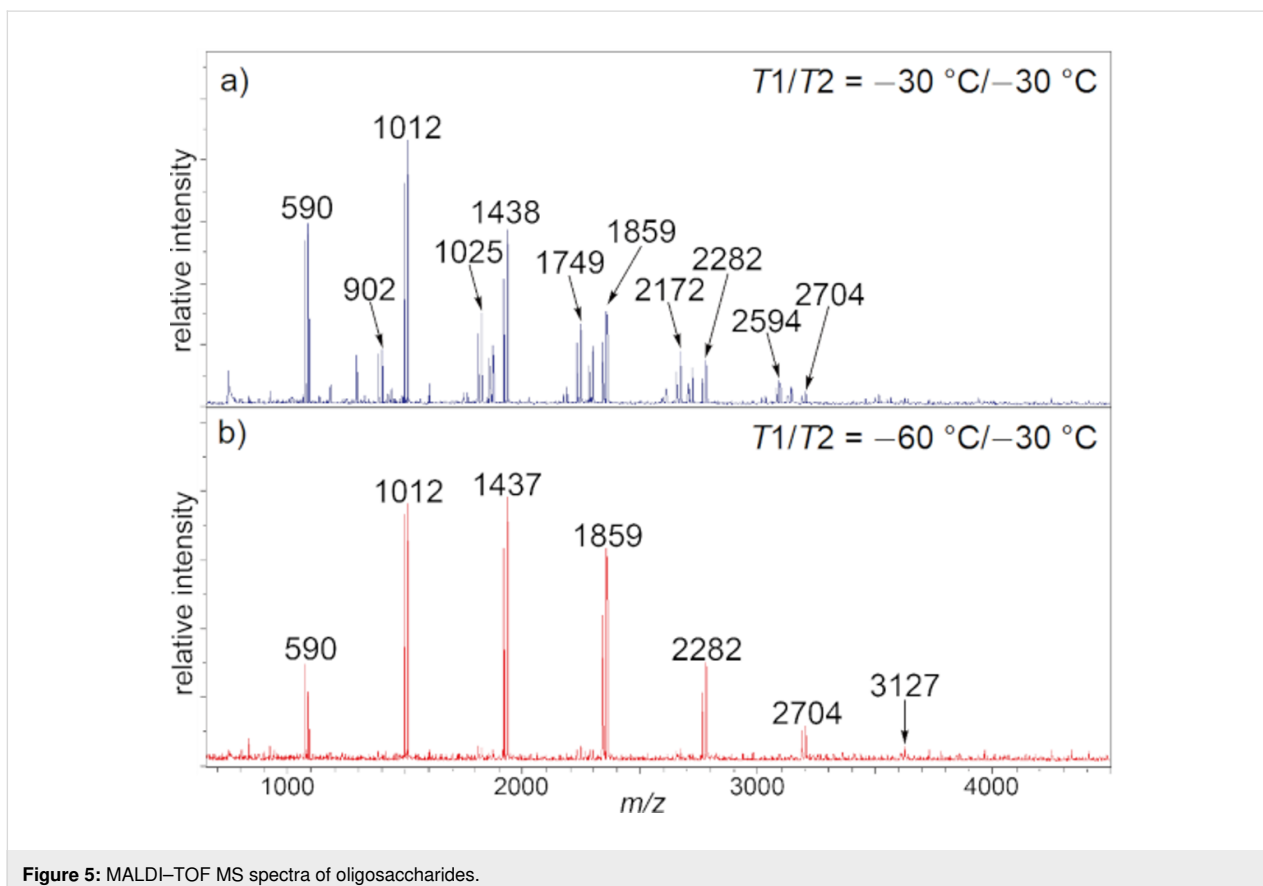 a)
T1/T2 = −30 °C/−30 °C
relative intensity
1012
590
1438
1859
1025
1749
2282
902
2172
2704
2594
b)
T1/T2 = −60 °C/−30 °C
relative intensity
1012
1437
1859
590
2282
3127
2704
1000 2000 3000 4000
m/z
Figure 5: MALDI–TOF MS spectra of oligosaccharides.